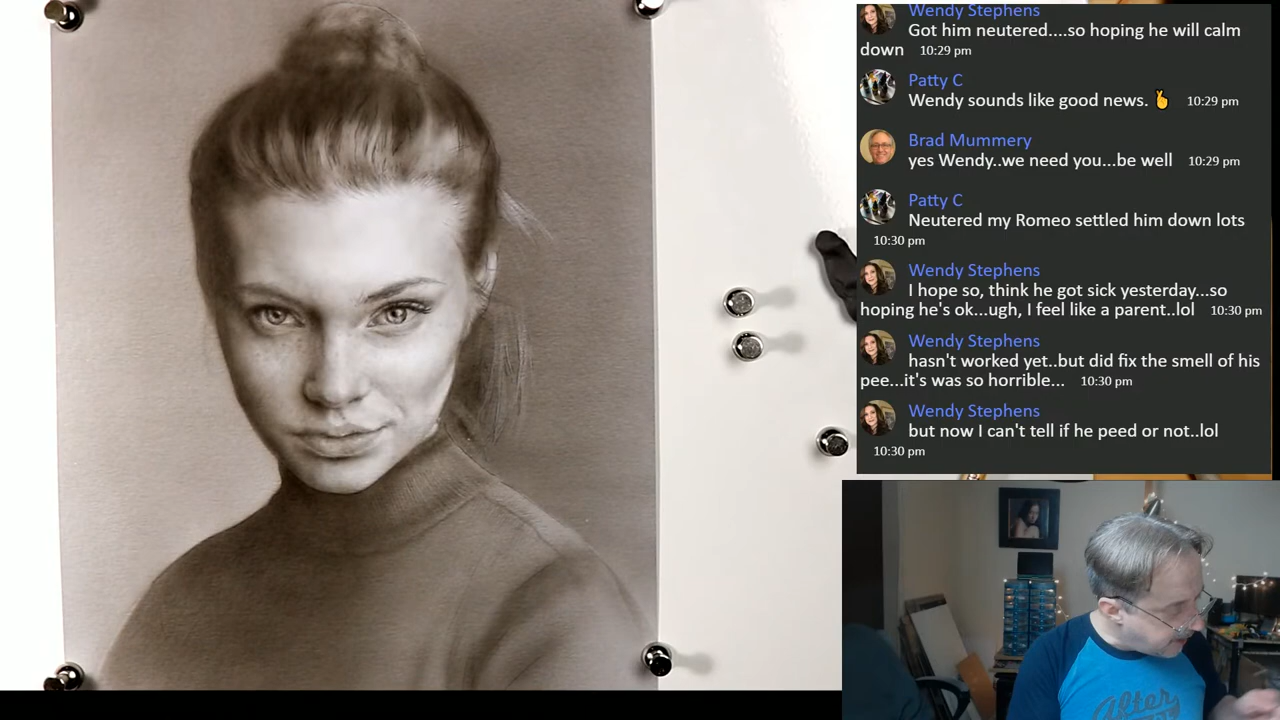 Wendy Stephens
Got him neutered....so hoping he will calm
down 10:29 pm
Patty C
Wendy sounds like good news. 🤞 10:29 pm
Brad Mummery
yes Wendy..we need you...be well 10:29 pm
Patty C
Neutered my Romeo settled him down lots
10:30 pm
Wendy Stephens
I hope so, think he got sick yesterday...so
hoping he's ok...ugh, I feel like a parent..lol 10:30 pm
Wendy Stephens
hasn't worked yet..but did fix the smell of his
pee...it's was so horrible... 10:30 pm
Wendy Stephens
but now I can't tell if he peed or not..lol
10:30 pm
After